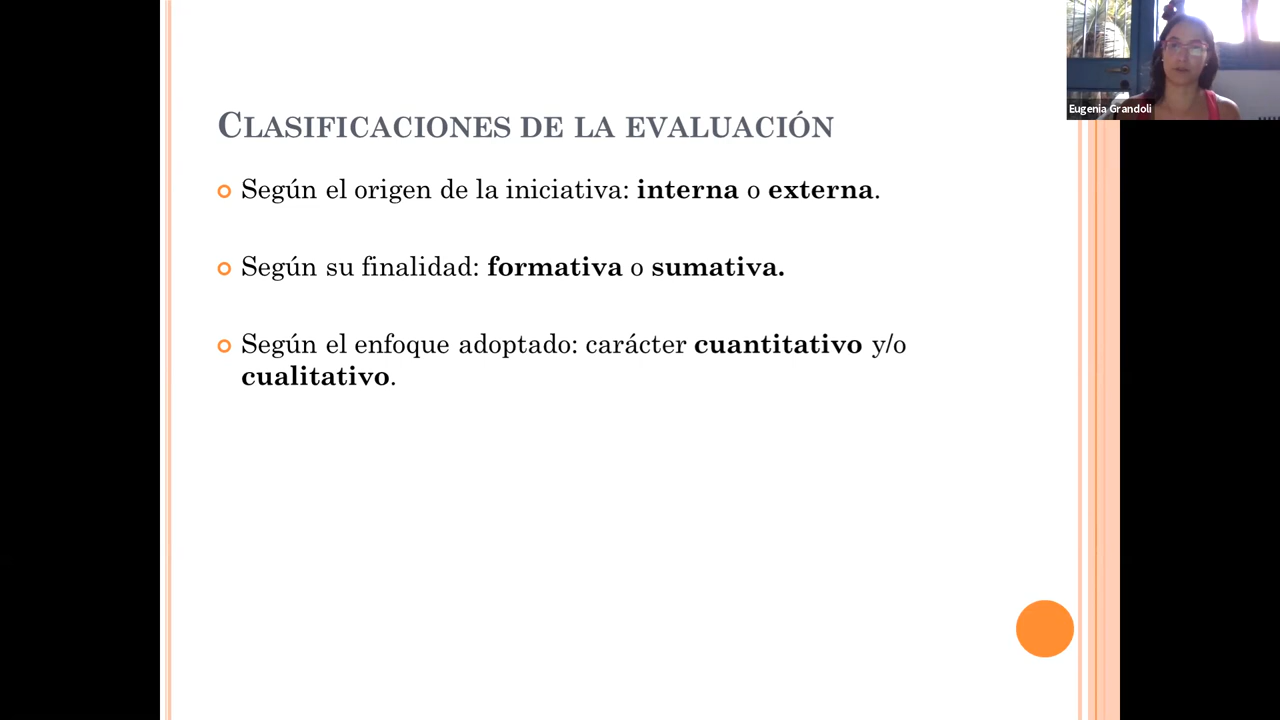 Eugenia Grandoli
CLASIFICACIONES DE LA EVALUACIÓN
Según el origen de la iniciativa: interna o externa.
Según su finalidad: formativa o sumativa.
Según el enfoque adoptado: carácter cuantitativo y/o
cualitativo.